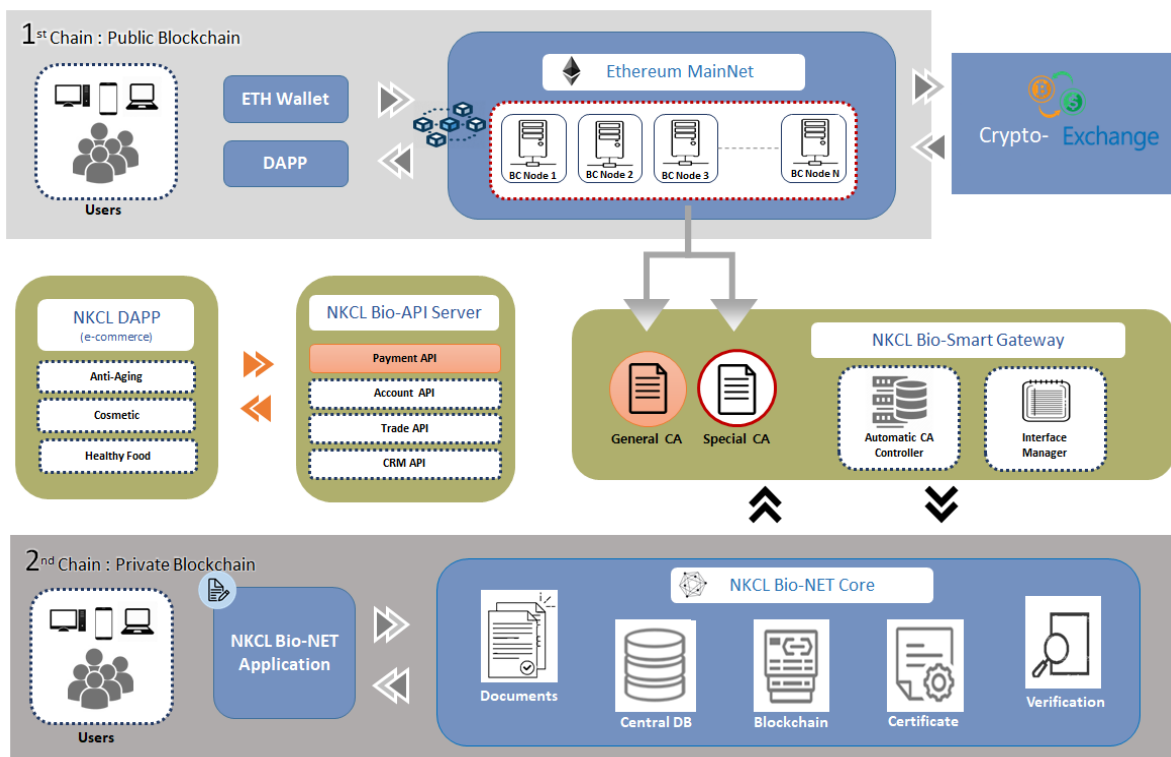 1st Chain : Public Blockchain
Users
ETH Wallet
DAPP
Ethereum MainNet
BC Node 1
BC Node 2
BC Node 3
BC Node N
Crypto- Exchange
NKCL DAPP
(e-commerce)
Anti-Aging
Cosmetic
Healthy Food
NKCL Bio-API Server
Payment API
Account API
Trade API
CRM API
General CA
Special CA
NKCL Bio-Smart Gateway
Automatic CA
Controller
Interface
Manager
2nd Chain : Private Blockchain
Users
NKCL Bio-NET
Application
NKCL Bio-NET Core
Documents
Central DB
Blockchain
Certificate
Verification